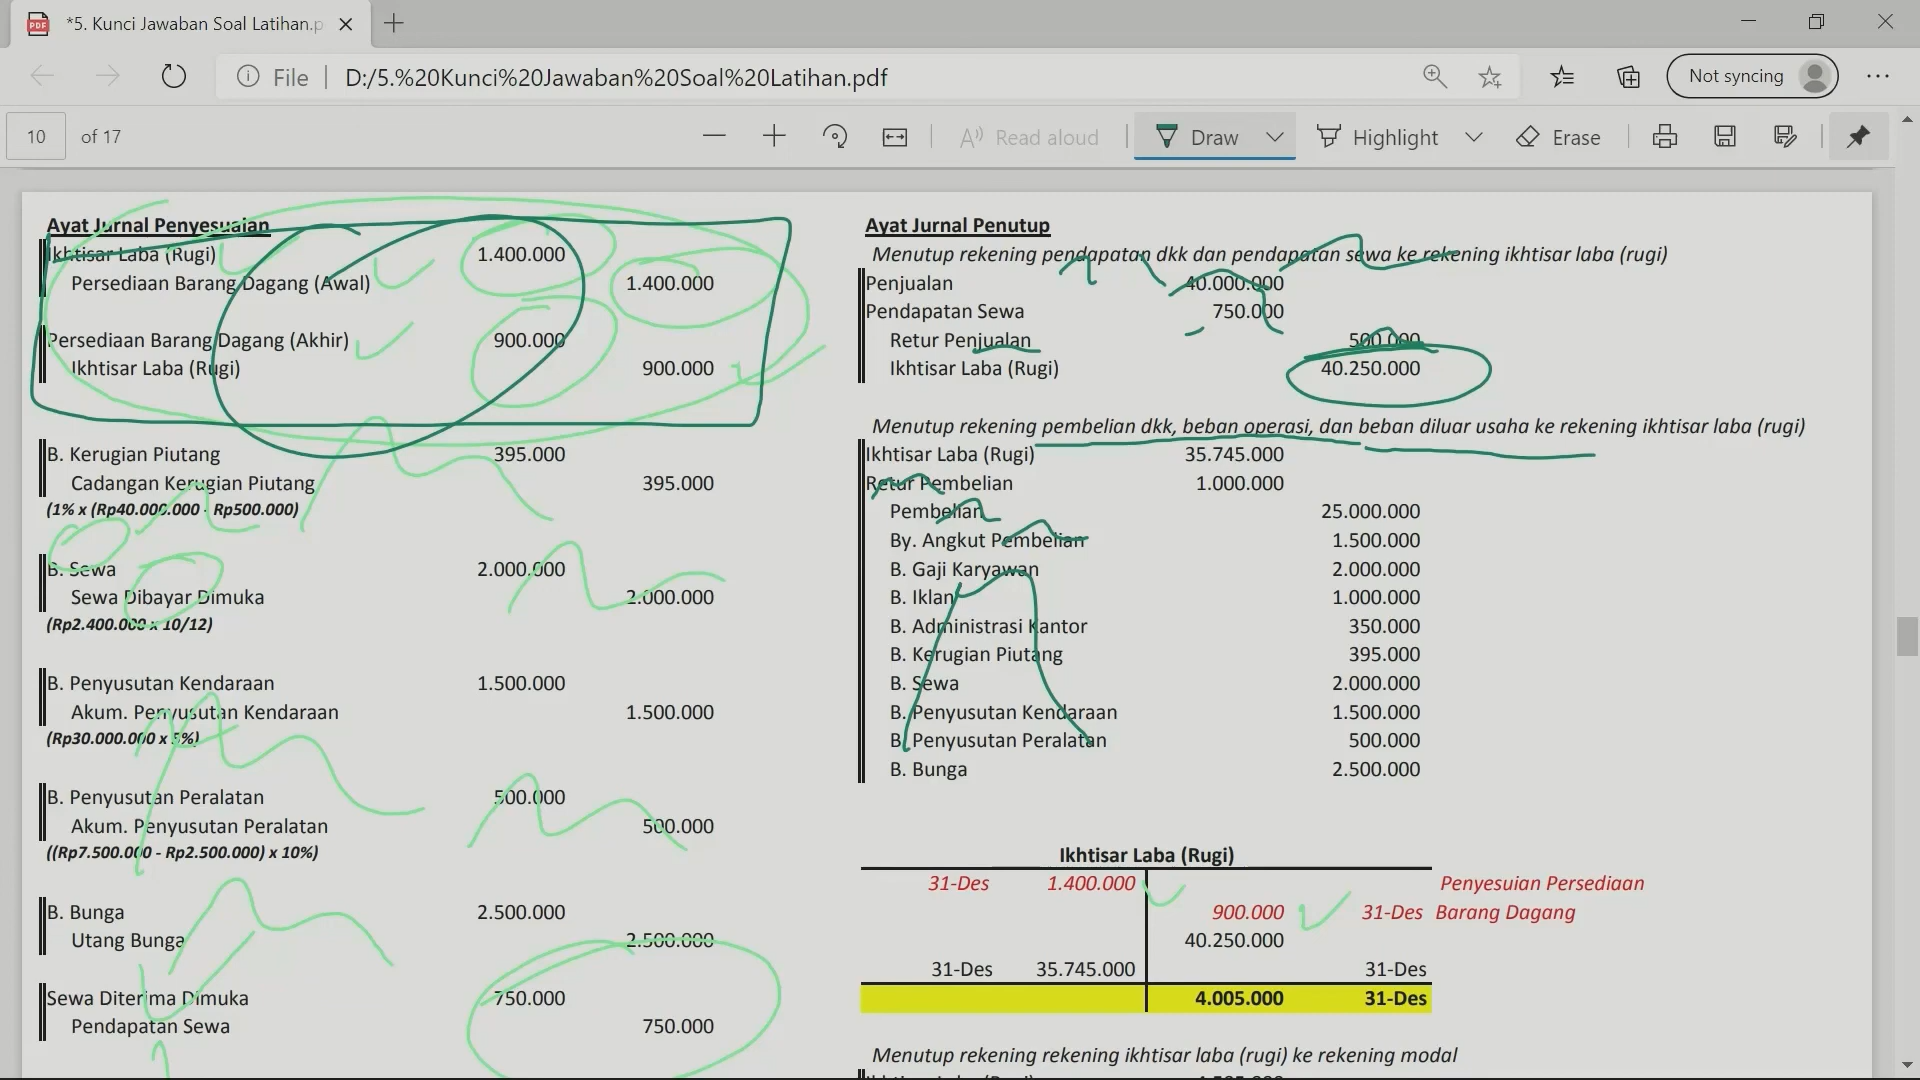 *5. Kunci Jawaban Soal Latihan.p
File
D:/5.%20Kunci%20Jawaban%20Soal%20Latihan.pdf
Not syncing
10 of 17
Read aloud
Draw
Highlight
Erase
Ayat Jurnal Penyesuaian
Ikhtisar Laba (Rugi) 1.400.000
Persediaan Barang Dagang (Awal) 1.400.000
Persediaan Barang Dagang (Akhir) 900.000
Ikhtisar Laba (Rugi) 900.000
B. Kerugian Piutang 395.000
Cadangan Kerugian Piutang 395.000
(1% x (Rp40.000.000 - Rp500.000)
B. Sewa 2.000.000
Sewa Dibayar Dimuka 2.000.000
(Rp2.400.000 x 10/12)
B. Penyusutan Kendaraan 1.500.000
Akum. Penyusutan Kendaraan 1.500.000
(Rp30.000.000 x 5%)
B. Penyusutan Peralatan 500.000
Akum. Penyusutan Peralatan 500.000
((Rp7.500.000 - Rp2.500.000) x 10%)
B. Bunga 2.500.000
Utang Bunga 2.500.000
Sewa Diterima Dimuka 750.000
Pendapatan Sewa 750.000
Ayat Jurnal Penutup
Menutup rekening pendapatan dkk dan pendapatan sewa ke rekening ikhtisar laba (rugi)
Penjualan 40.000.000
Pendapatan Sewa 750.000
Retur Penjualan 500.000
Ikhtisar Laba (Rugi) 40.250.000
Menutup rekening pembelian dkk, beban operasi, dan beban diluar usaha ke rekening ikhtisar laba (rugi)
Ikhtisar Laba (Rugi) 35.745.000
Retur Pembelian 1.000.000
Pembelian 25.000.000
By. Angkut Pembelian 1.500.000
B. Gaji Karyawan 2.000.000
B. Iklan 1.000.000
B. Administrasi Kantor 350.000
B. Kerugian Piutang 395.000
B. Sewa 2.000.000
B. Penyusutan Kendaraan 1.500.000
B. Penyusutan Peralatan 500.000
B. Bunga 2.500.000
Ikhtisar Laba (Rugi)
31-Des 1.400.000 Penyesuian Persediaan
900.000 31-Des Barang Dagang
40.250.000
31-Des 35.745.000 31-Des
4.005.000 31-Des
Menutup rekening rekening ikhtisar laba (rugi) ke rekening modal